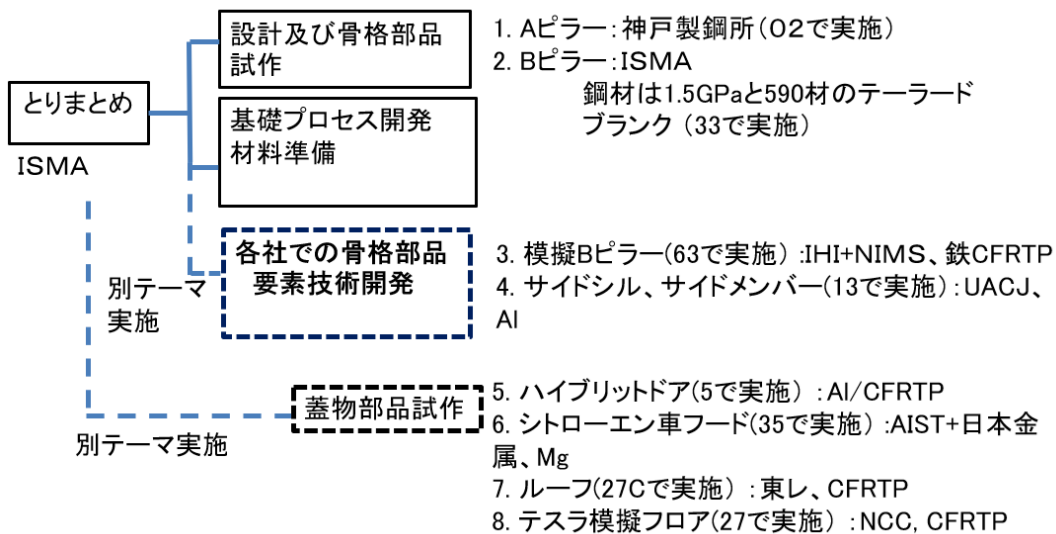 設計及び骨格部品
試作
1. Aピラー：神戸製鋼所（O2で実施）
2. Bピラー：ISMA
鋼材は1.5GPaと590材のテーラード
ブランク（33で実施）
とりまとめ
ISMA
基礎プロセス開発
材料準備
各社での骨格部品
要素技術開発
別テーマ
実施
3. 模擬Bピラー(63で実施) :IHI+NIMS、鉄CFRTP
4. サイドシル、サイドメンバー(13で実施)：UACJ、
Al
蓋物部品試作
別テーマ実施
5. ハイブリットドア(5で実施) ：Al/CFRTP
6. シトローエン車フード(35で実施) :AIST+日本金
属、Mg
7. ルーフ(27Cで実施) ：東レ、CFRTP
8. テスラ模擬フロア(27で実施) ：NCC, CFRTP